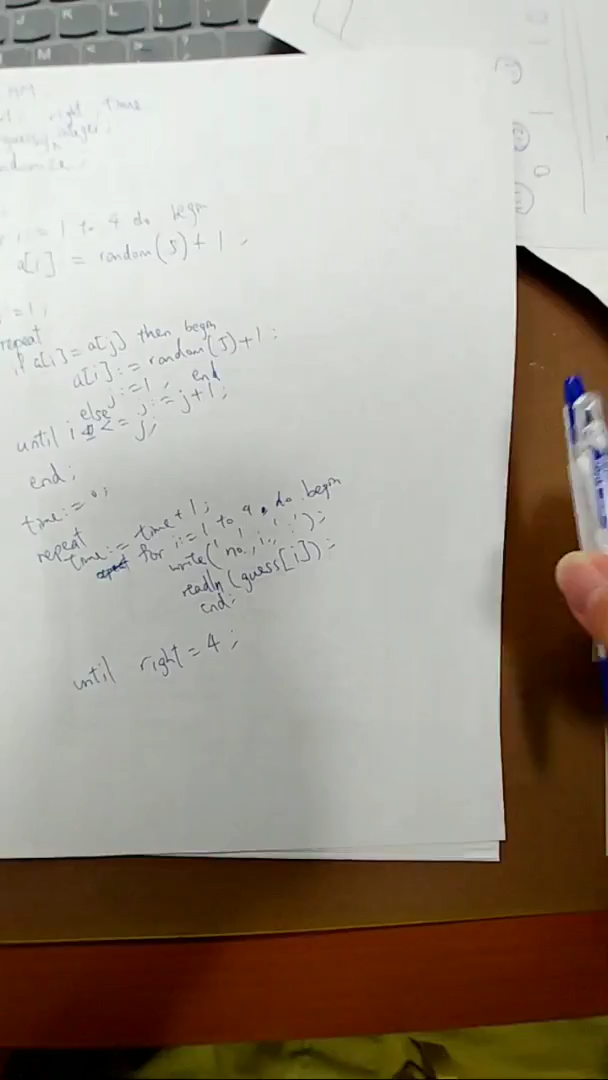 right, time
integer;
i = 1 to 4 do begin
a[i] = random(5) + 1;
= 1;
repeat
if a[i] = a[j] then begin
a[i] := random(5) + 1;
j := 1; end
else j := j + 1;
until i <= j;
end;
time := 0;
repeat
time := time + 1;
for i := 1 to 4 do begin
write('no.', i, ': ');
readln(guess[i]);
end;
until right = 4;